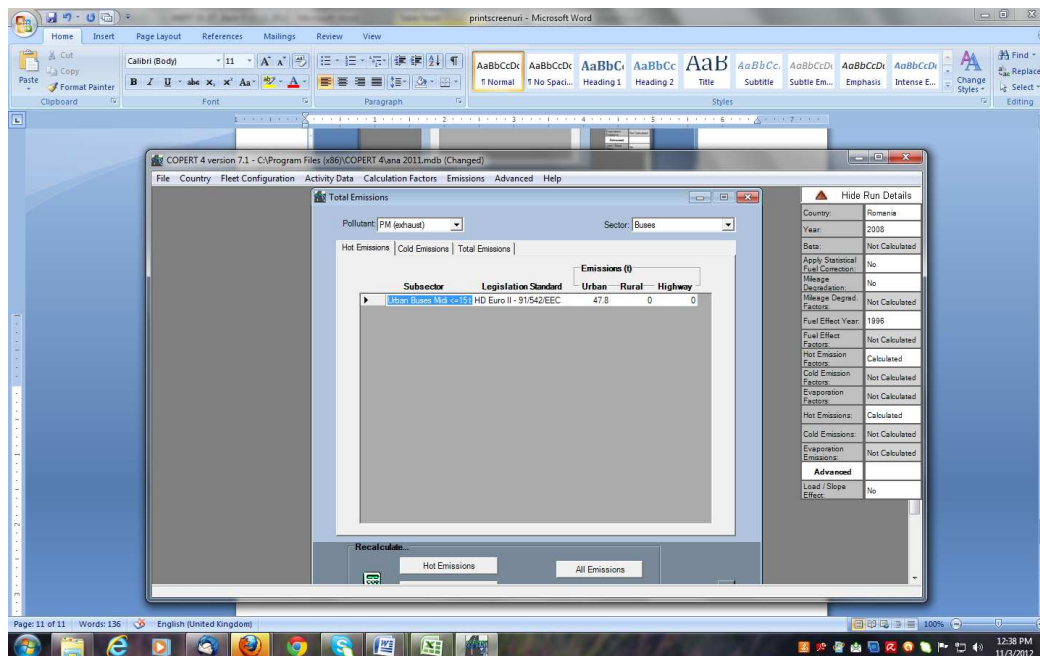 printscreenuri - Microsoft Word
Home Insert Page Layout References Mailings Review View
Cut
Copy
Format Painter
Paste
Calibri (Body) 11
AaBbCcDc AaBbCcDc AaBbC AaBbCc AaB AaBbCc. AaBbCcDc AaBbCcDc AaBbCcDc
¶ Normal ¶ No Spaci... Heading 1 Heading 2 Title Subtitle Subtle Em... Emphasis Intense E...
Change Styles
Find
Replace
Select
Clipboard Font Paragraph Styles Editing
COPERT 4 version 7.1 - C:\Program Files (x86)\COPERT 4\ana 2011.mdb (Changed)
File Country Fleet Configuration Activity Data Calculation Factors Emissions Advanced Help
Total Emissions
Pollutant: PM (exhaust) Sector: Buses
Hot Emissions Cold Emissions Total Emissions
Emissions (t)
Subsector Legislation Standard Urban Rural Highway
Urban Buses Midi <=15t HD Euro II - 91/542/EEC 47.8 0 0
Recalculate...
Hot Emissions All Emissions
Hide Run Details
Country: Romania
Year: 2008
Beta: Not Calculated
Apply Statistical Fuel Correction: No
Mileage Degradation: No
Mileage Degrad. Factors: Not Calculated
Fuel Effect Year: 1996
Fuel Effect Factors: Not Calculated
Hot Emission Factors: Calculated
Cold Emission Factors: Not Calculated
Evaporation Factors: Not Calculated
Hot Emissions: Calculated
Cold Emissions: Not Calculated
Evaporation Emissions: Not Calculated
Advanced
Load / Slope Effect: No
Page: 11 of 11 Words: 136 English (United Kingdom) 100%
12:38 PM
11/3/2012